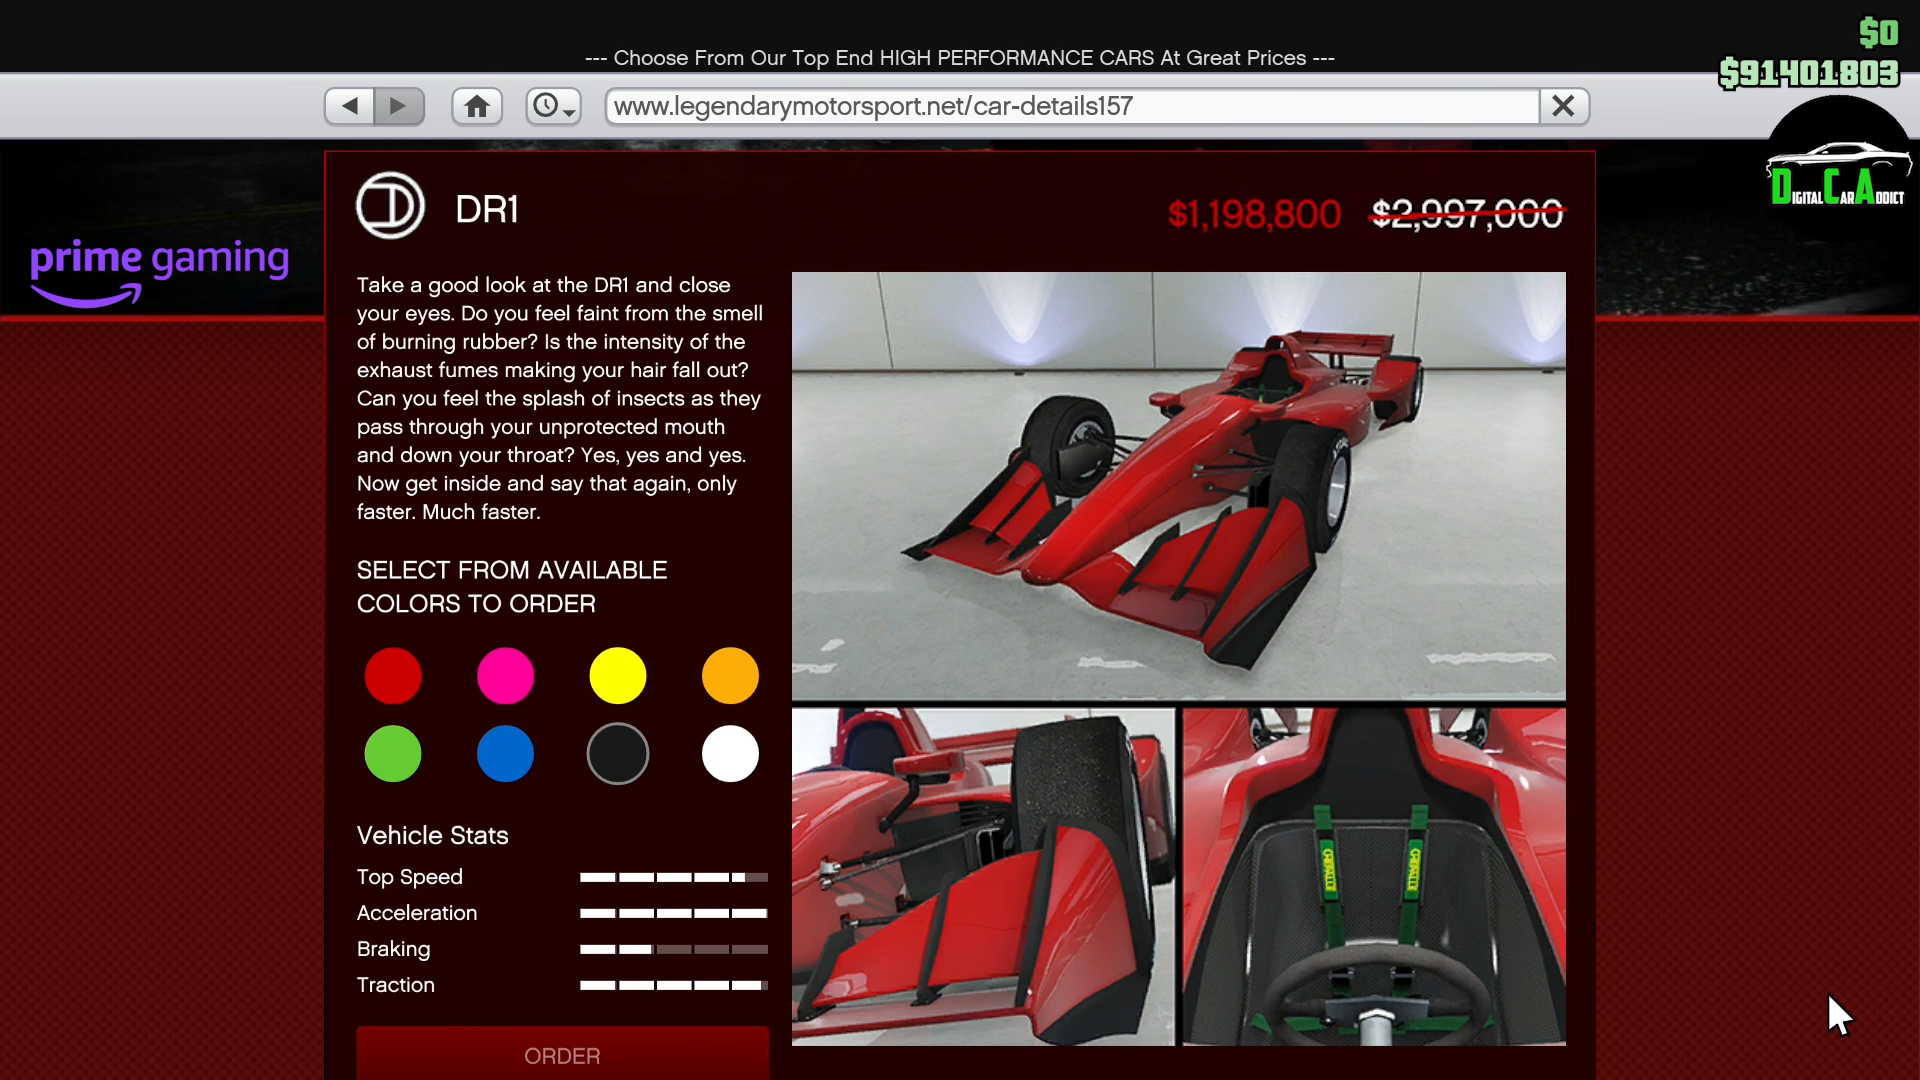 --- Choose From Our Top End HIGH PERFORMANCE CARS At Great Prices ---
$0
$91401803
www.legendarymotorsport.net/car-details157
DIGITALCARADDICT
prime gaming
DR1
$1,198,800 $2,997,000
Take a good look at the DR1 and close
your eyes. Do you feel faint from the smell
of burning rubber? Is the intensity of the
exhaust fumes making your hair fall out?
Can you feel the splash of insects as they
pass through your unprotected mouth
and down your throat? Yes, yes and yes.
Now get inside and say that again, only
faster. Much faster.
SELECT FROM AVAILABLE
COLORS TO ORDER
Vehicle Stats
Top Speed
Acceleration
Braking
Traction
ORDER